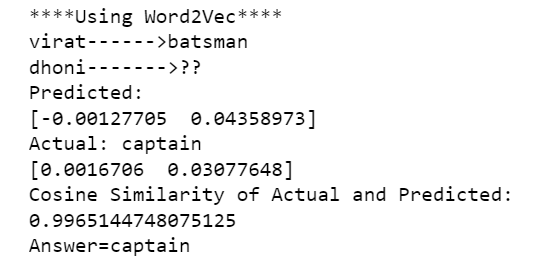 ****Using Word2Vec****
virat------>batsman
dhoni------->??
Predicted:
[-0.00127705  0.04358973]
Actual: captain
[0.0016706  0.03077648]
Cosine Similarity of Actual and Predicted:
0.9965144748075125
Answer=captain